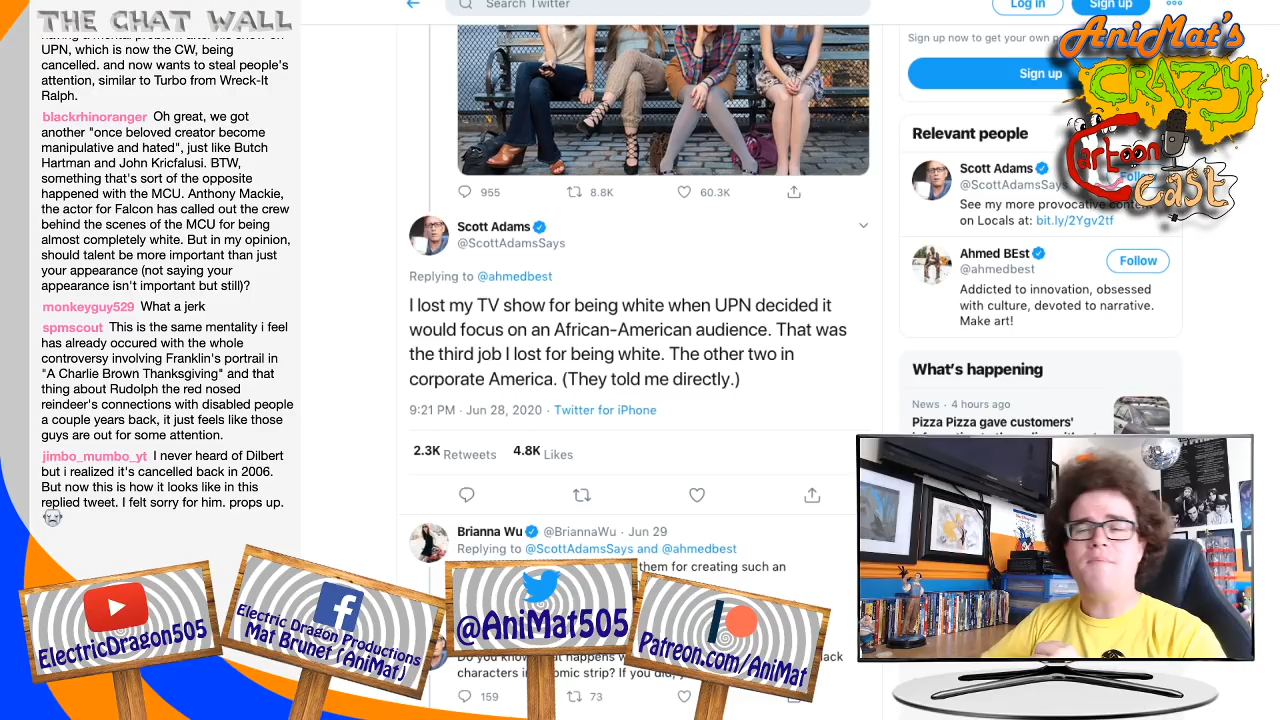 THE CHAT WALL
UPN, which is now the CW, being
cancelled. and now wants to steal people's
attention, similar to Turbo from Wreck-It
Ralph.
blackrhinoranger Oh great, we got
another "once beloved creator become
manipulative and hated", just like Butch
Hartman and John Kricfalusi. BTW,
something that's sort of the opposite
happened with the MCU. Anthony Mackie,
the actor for Falcon has called out the crew
behind the scenes of the MCU for being
almost completely white. But in my opinion,
should talent be more important than just
your appearance (not saying your
appearance isn't important but still)?
monkeyguy529 What a jerk
spmscout This is the same mentality i feel
has already occured with the whole
controversy involving Franklin's portrail in
"A Charlie Brown Thanksgiving" and that
thing about Rudolph the red nosed
reindeer's connections with disabled people
a couple years back, it just feels like those
guys are out for some attention.
jimbo_mumbo_yt I never heard of Dilbert
but i realized it's cancelled back in 2006.
But now this is how it looks like in this
replied tweet. I felt sorry for him. props up.
Search Twitter
955 8.8K 60.3K
Scott Adams
@ScottAdamsSays
Replying to @ahmedbest
I lost my TV show for being white when UPN decided it
would focus on an African-American audience. That was
the third job I lost for being white. The other two in
corporate America. (They told me directly.)
9:21 PM · Jun 28, 2020 · Twitter for iPhone
2.3K Retweets 4.8K Likes
Brianna Wu @BriannaWu · Jun 29
Replying to @ScottAdamsSays and @ahmedbest
them for creating such an
Do you know
characters in
omic strip? If you did,
159 73
Log in Sign up
Sign up now to get your own
Sign up
Relevant people
Scott Adams
@ScottAdamsSays
Follow
See my more provocative content
on Locals at: bit.ly/2Ygv2tf
Ahmed BEst
@ahmedbest
Follow
Addicted to innovation, obsessed
with culture, devoted to narrative.
Make art!
What's happening
News · 4 hours ago
Pizza Pizza gave customers'
AniMat's
CRAZY
Cartoon
Cast
ElectricDragon505
Electric Dragon Productions
Mat Brunet (AniMat)
@AniMat505
Patreon.com/AniMat